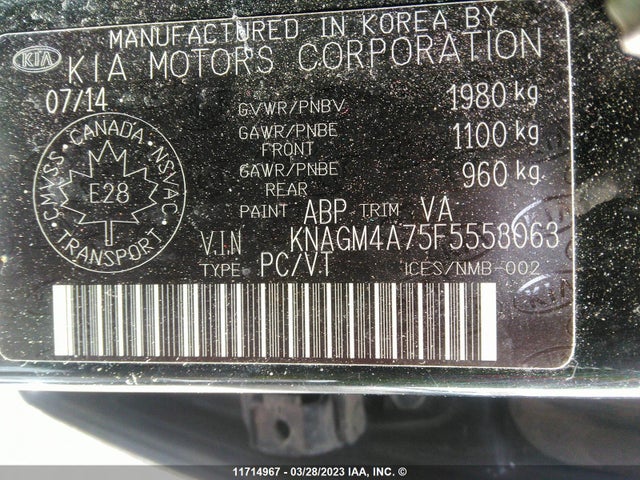 MANUFACTURED IN KOREA BY
KIA KIA MOTORS CORPORATION
07/14
GVWR/PNBV 1980 kg
GAWR/PNBE FRONT 1100 kg
GAWR/PNBE REAR 960 kg
PAINT ABP TRIM VA
V.I.N KNAGM4A75F5558063
TYPE PC/V.T ICES/NMB-002
CMVSS CANADA NSVAC
E28
TRANSPORT
11714967 - 03/28/2023 IAA, INC. ©